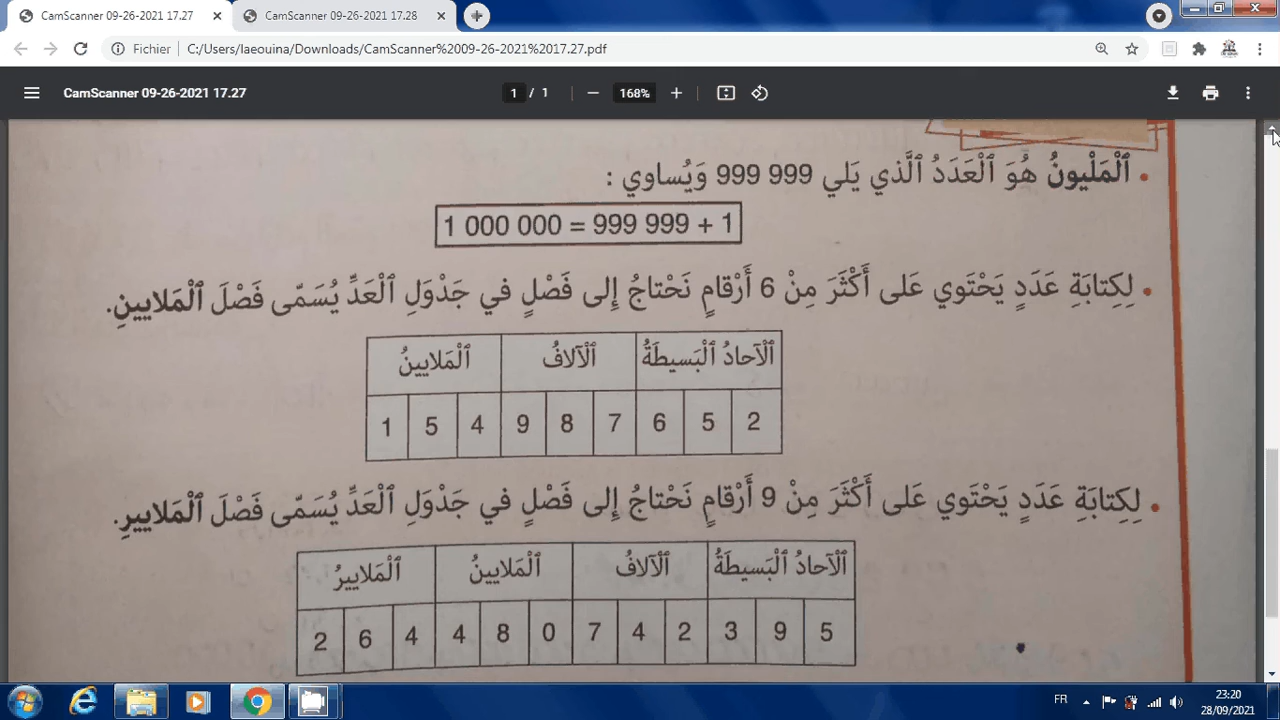 CamScanner 09-26-2021 17.27
CamScanner 09-26-2021 17.28
Fichier C:/Users/laeouina/Downloads/CamScanner%2009-26-2021%2017.27.pdf
CamScanner 09-26-2021 17.27
1 / 1
168%
• ٱلْمَلْيونُ هُوَ ٱلْعَدَدُ ٱلَّذي يَلي 999 999 وَيُساوي :
1 000 000 = 999 999 + 1
• لِكِتابَةِ عَدَدٍ يَحْتَوي عَلى أَكْثَرَ مِنْ 6 أَرْقامٍ نَحْتاجُ إِلى فَصْلٍ في جَدْوَلِ ٱلْعَدِّ يُسَمّى فَصْلَ ٱلْمَلايينِ.
ٱلْمَلايينُ ٱلْآلافُ ٱلْآحادُ ٱلْبَسيطَةُ
1 5 4 9 8 7 6 5 2
• لِكِتابَةِ عَدَدٍ يَحْتَوي عَلى أَكْثَرَ مِنْ 9 أَرْقامٍ نَحْتاجُ إِلى فَصْلٍ في جَدْوَلِ ٱلْعَدِّ يُسَمّى فَصْلَ ٱلْمَلاييرِ.
ٱلْمَلاييرُ ٱلْمَلايينُ ٱلْآلافُ ٱلْآحادُ ٱلْبَسيطَةُ
2 6 4 4 8 0 7 4 2 3 9 5
FR
23:20
28/09/2021